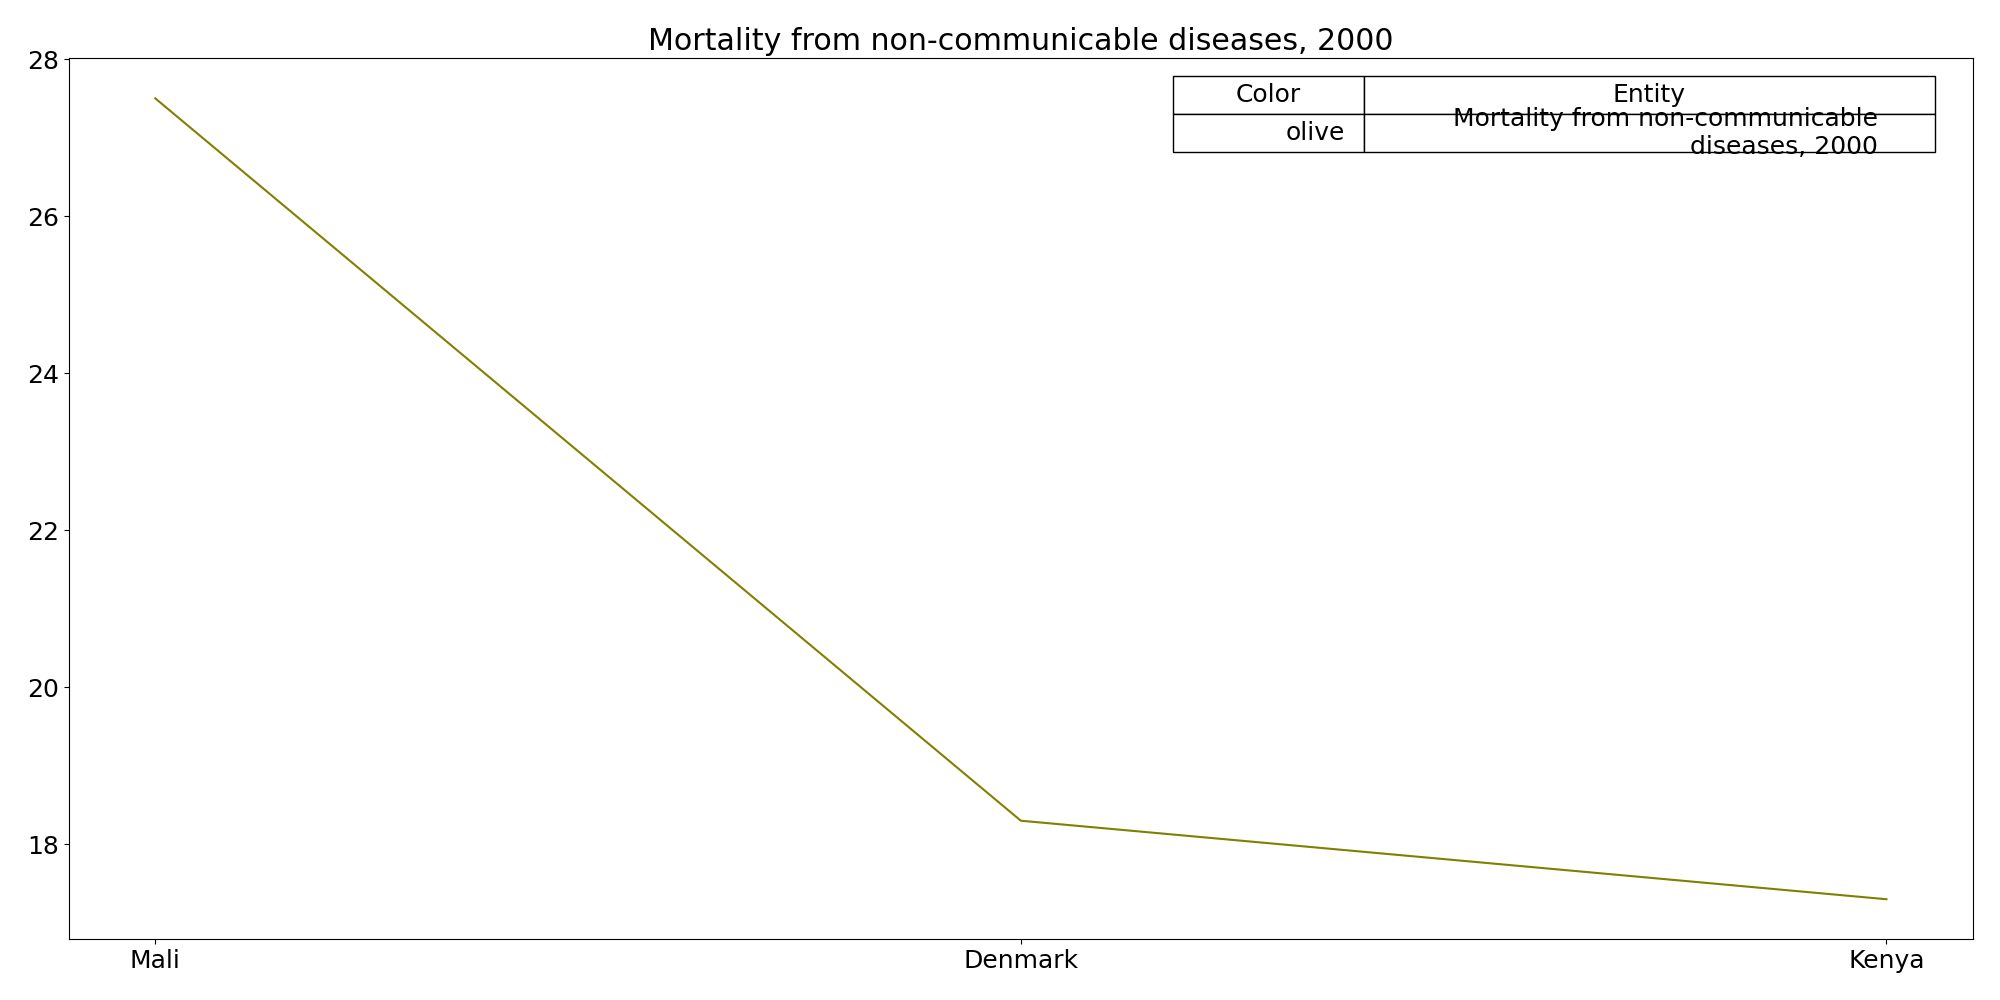 Mortality from non-communicable diseases, 2000
28
26
24
22
20
18
Color Entity
olive Mortality from non-communicable
diseases, 2000
Mali Denmark Kenya